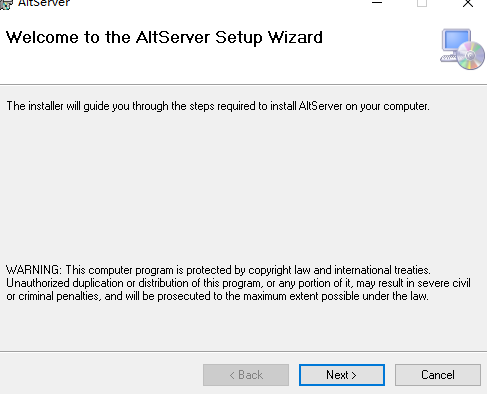 AltServer
Welcome to the AltServer Setup Wizard
The installer will guide you through the steps required to install AltServer on your computer.
WARNING: This computer program is protected by copyright law and international treaties.
Unauthorized duplication or distribution of this program, or any portion of it, may result in severe civil
or criminal penalties, and will be prosecuted to the maximum extent possible under the law.
< Back
Next >
Cancel